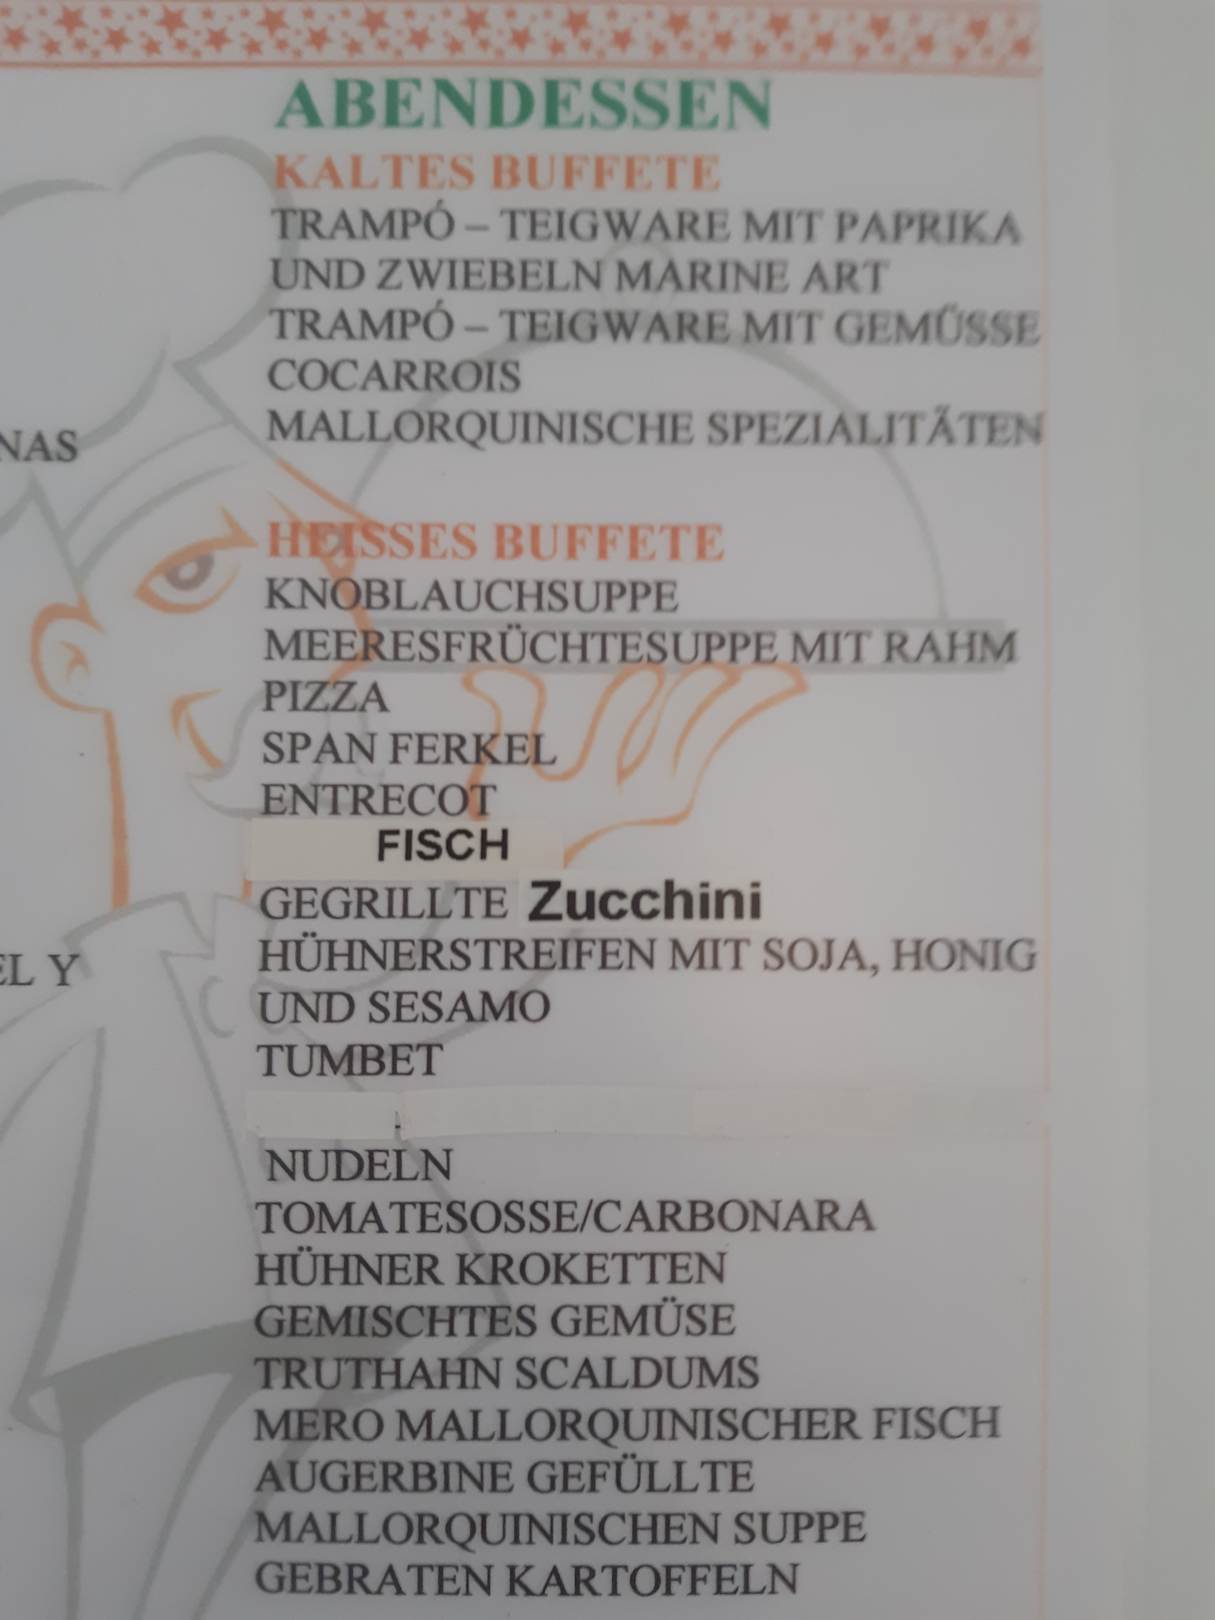 ABENDESSEN
KALTES BUFFETE
TRAMPÓ – TEIGWARE MIT PAPRIKA
UND ZWIEBELN MARINE ART
TRAMPÓ – TEIGWARE MIT GEMÜSSE
COCARROIS
MALLORQUINISCHE SPEZIALITÄTEN
NAS
HEISSES BUFFETE
KNOBLAUCHSUPPE
MEERESFRÜCHTESUPPE MIT RAHM
PIZZA
SPAN FERKEL
ENTRECOT
FISCH
GEGRILLTE Zucchini
HÜHNERSTREIFEN MIT SOJA, HONIG
EL Y
UND SESAMO
TUMBET
NUDELN
TOMATESOSSE/CARBONARA
HÜHNER KROKETTEN
GEMISCHTES GEMÜSE
TRUTHAHN SCALDUMS
MERO MALLORQUINISCHER FISCH
AUGERBINE GEFÜLLTE
MALLORQUINISCHEN SUPPE
GEBRATEN KARTOFFELN